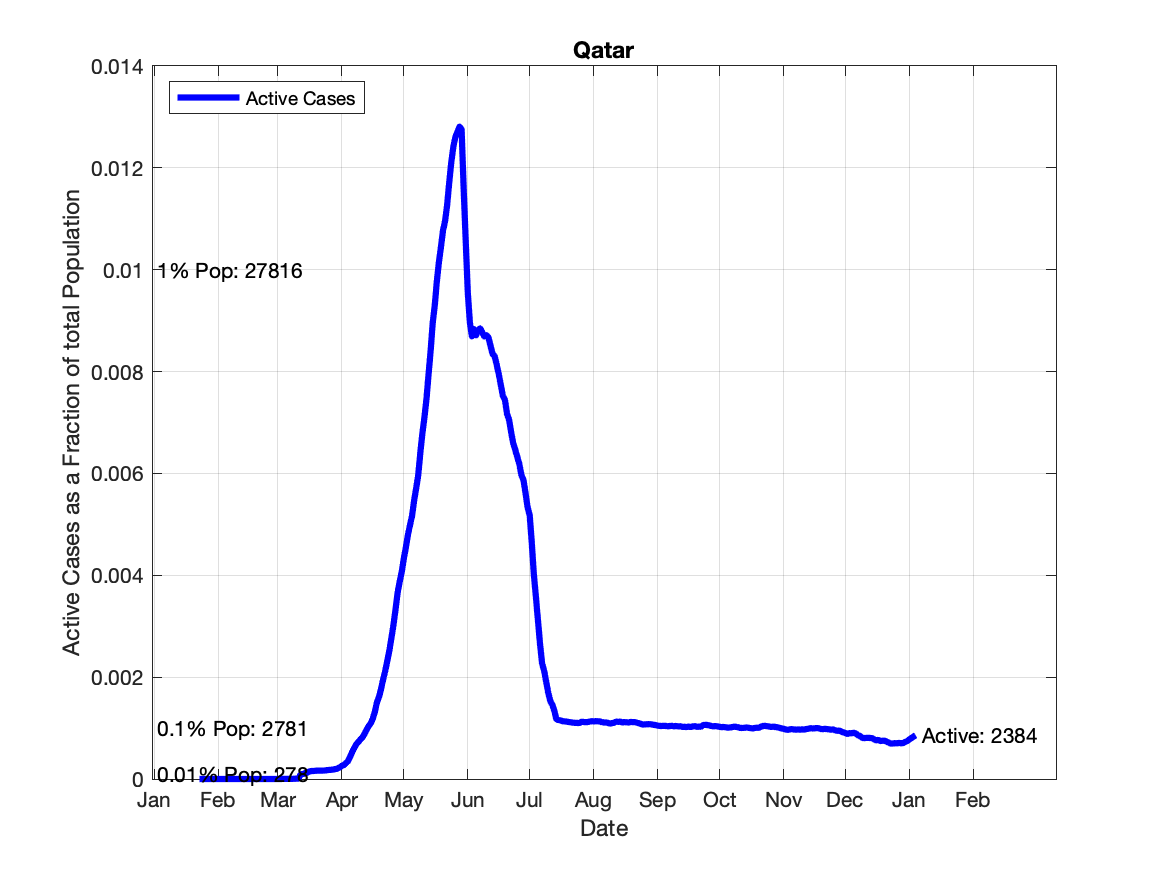 Qatar
0.014
Active Cases
0.012
0.01
1% Pop: 27816
0.008
0.006
0.004
0.002
0.1% Pop: 2781
Active: 2384
0
0.01% Pop: 278
Jan Feb Mar Apr May Jun Jul Aug Sep Oct Nov Dec Jan Feb
Date
Active Cases as a Fraction of total Population